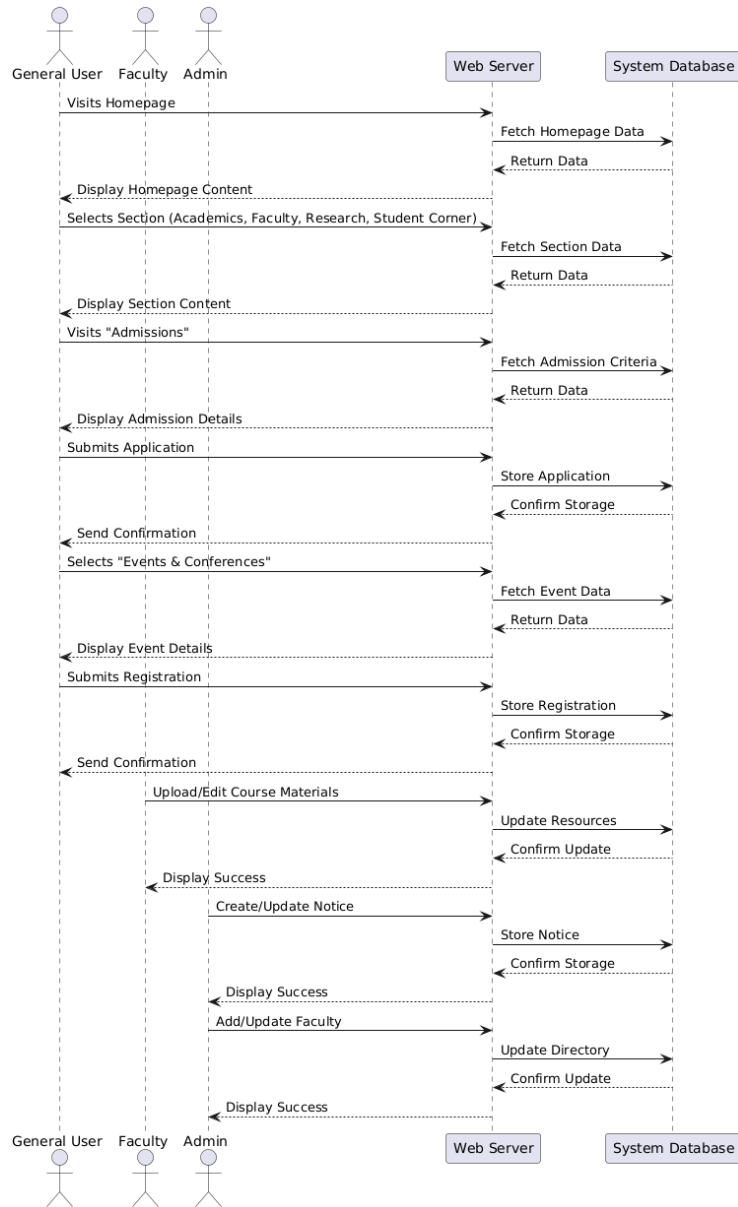 General User Faculty Admin Web Server System Database
Visits Homepage
Fetch Homepage Data
Return Data
Display Homepage Content
Selects Section (Academics, Faculty, Research, Student Corner)
Fetch Section Data
Return Data
Display Section Content
Visits "Admissions"
Fetch Admission Criteria
Return Data
Display Admission Details
Submits Application
Store Application
Confirm Storage
Send Confirmation
Selects "Events & Conferences"
Fetch Event Data
Return Data
Display Event Details
Submits Registration
Store Registration
Confirm Storage
Send Confirmation
Upload/Edit Course Materials
Update Resources
Confirm Update
Display Success
Create/Update Notice
Store Notice
Confirm Storage
Display Success
Add/Update Faculty
Update Directory
Confirm Update
Display Success
General User Faculty Admin Web Server System Database